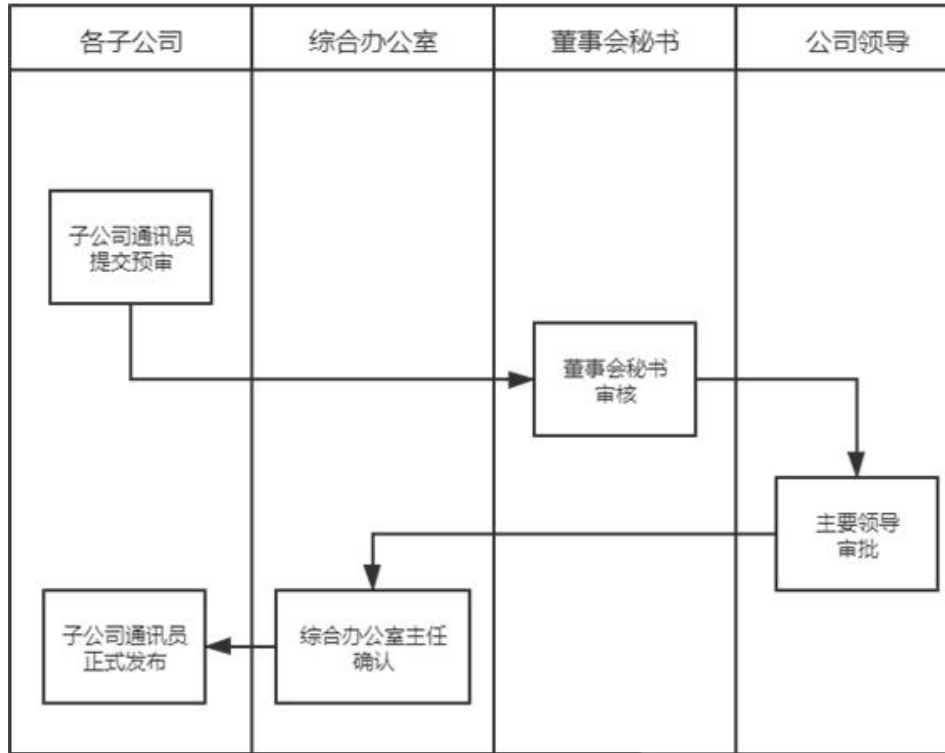 各子公司
综合办公室
董事会秘书
公司领导
子公司通讯员
提交预审
董事会秘书
审核
主要领导
审批
子公司通讯员
正式发布
综合办公室主任
确认